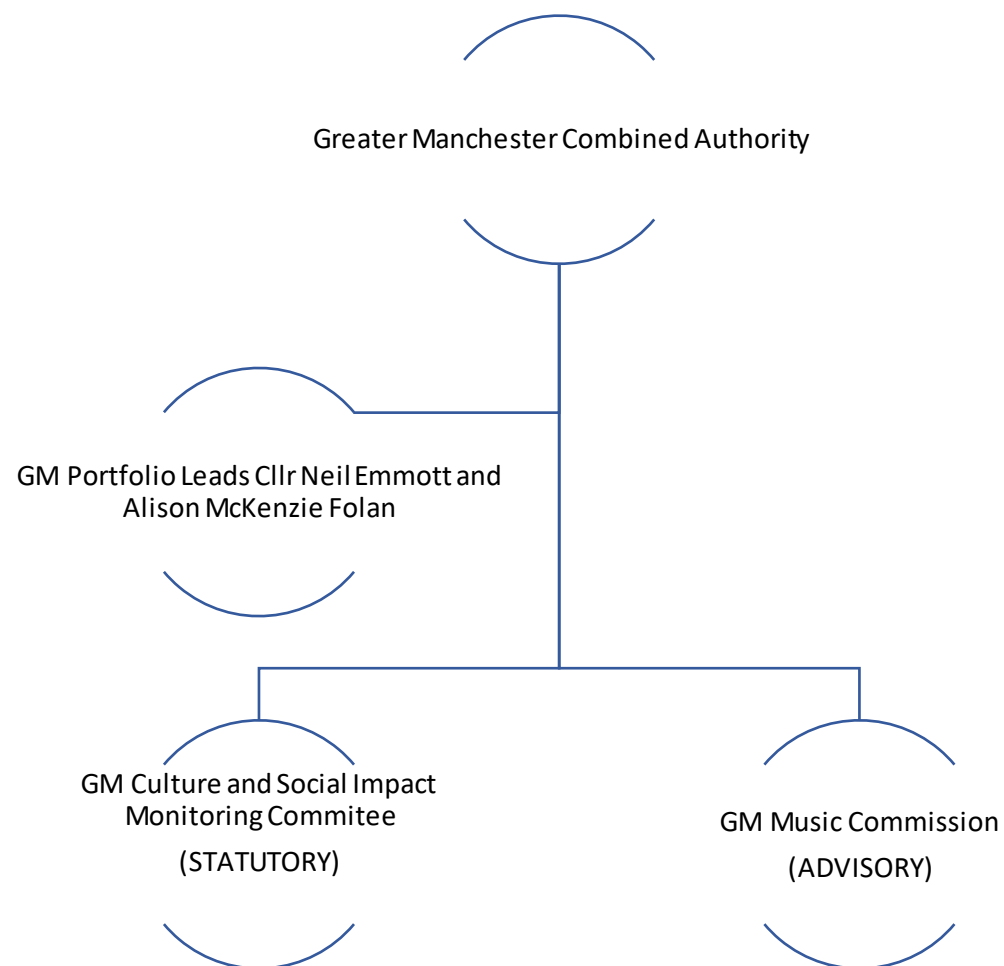 Greater Manchester Combined Authority
GM Portfolio Leads Cllr Neil Emmott and
Alison McKenzie Folan
GM Culture and Social Impact
Monitoring Commitee
(STATUTORY)
GM Music Commission
(ADVISORY)